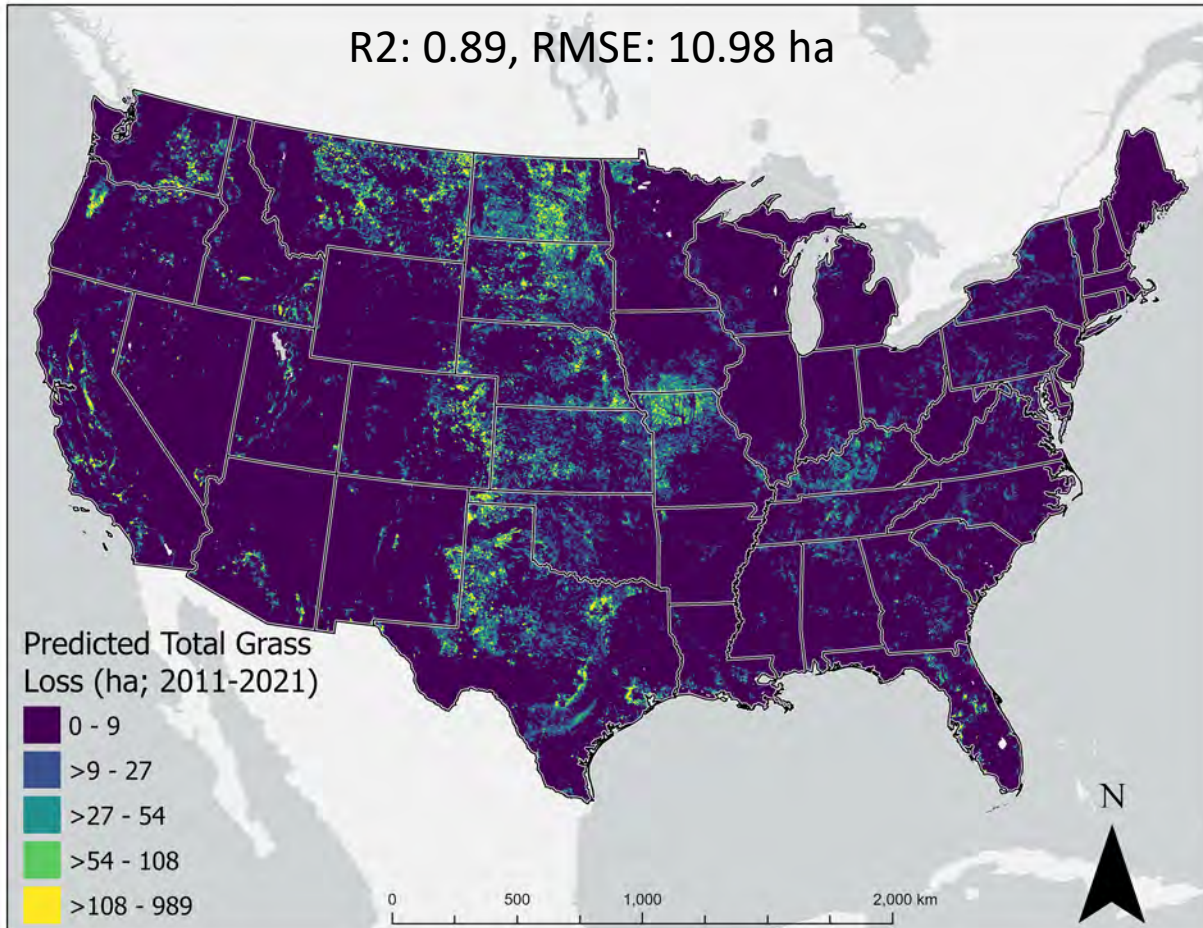 R2: 0.89, RMSE: 10.98 ha
Predicted Total Grass
Loss (ha; 2011-2021)
0 - 9
>9 - 27
>27 - 54
>54 - 108
>108 - 989
0 500 1,000 2,000 km
N